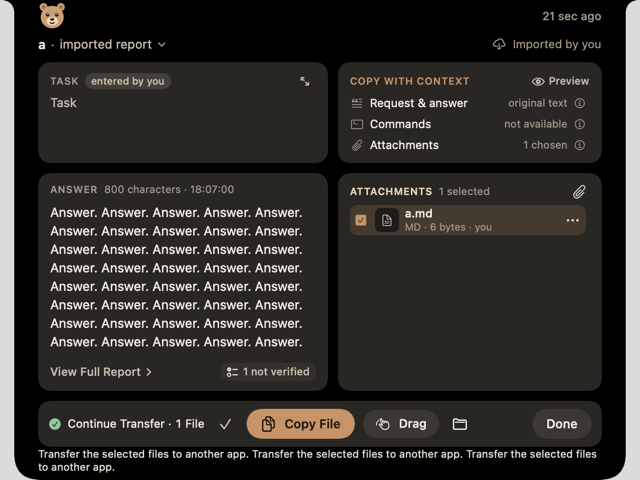 21 sec ago
a · imported report
Imported by you
TASK entered by you
Task
COPY WITH CONTEXT Preview
Request & answer original text
Commands not available
Attachments 1 chosen
ANSWER 800 characters · 18:07:00
Answer. Answer. Answer. Answer. Answer.
Answer. Answer. Answer. Answer. Answer.
Answer. Answer. Answer. Answer. Answer.
Answer. Answer. Answer. Answer. Answer.
Answer. Answer. Answer. Answer. Answer.
Answer. Answer. Answer. Answer. Answer.
Answer. Answer. Answer. Answer. Answer.
Answer. Answer. Answer. Answer. Answer.
View Full Report
1 not verified
ATTACHMENTS 1 selected
a.md
MD · 6 bytes · you
Continue Transfer · 1 File
Copy File
Drag
Done
Transfer the selected files to another app. Transfer the selected files to another app. Transfer the selected files
to another app.